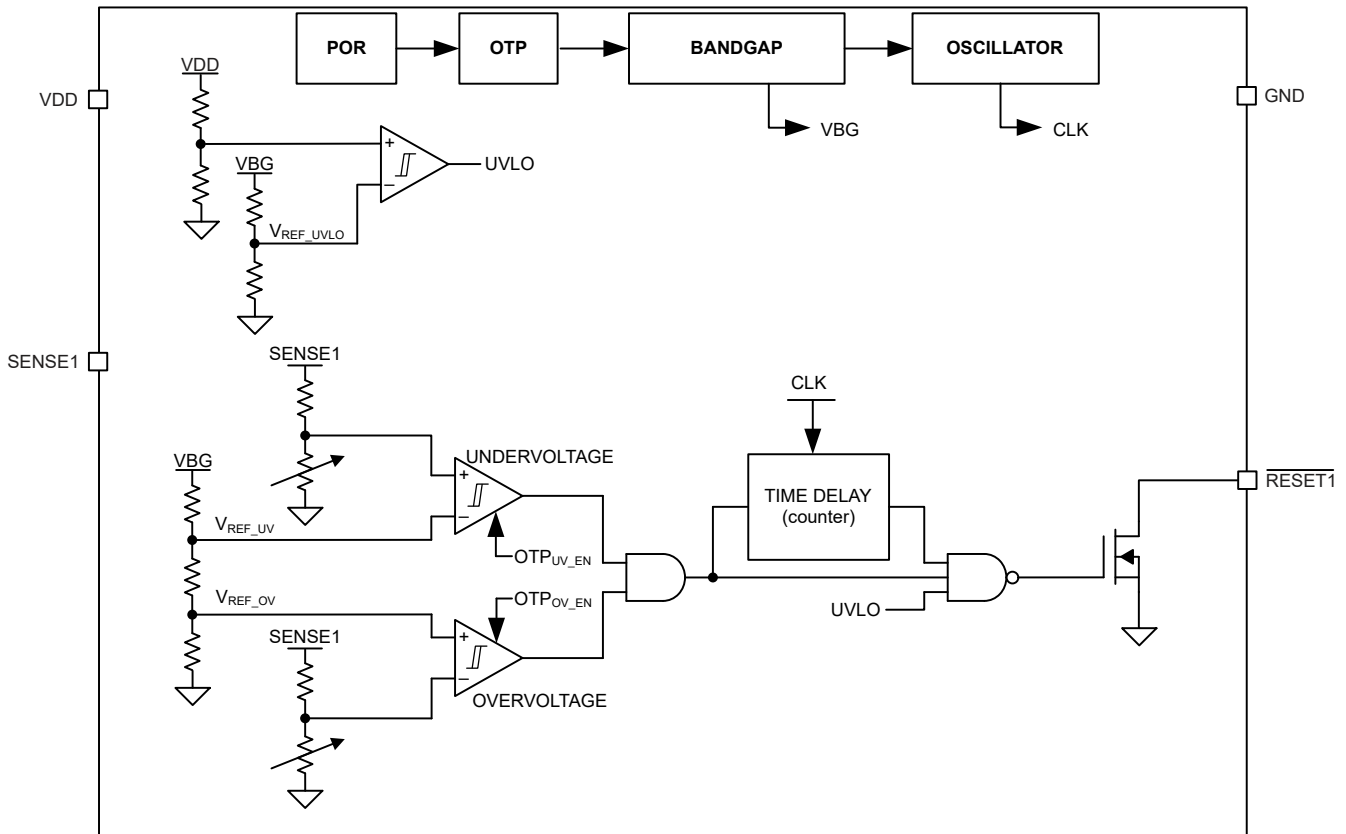 POR
OTP
BANDGAP
OSCILLATOR
VDD
VDD
GND
VBG
CLK
+
−
UVLO
VBG
VREF_UVLO
SENSE1
SENSE1
CLK
VBG
UNDERVOLTAGE
+
−
TIME DELAY
(counter)
RESET1
VREF_UV
OTPUV_EN
OTPOV_EN
VREF_OV
UVLO
SENSE1
+
−
OVERVOLTAGE